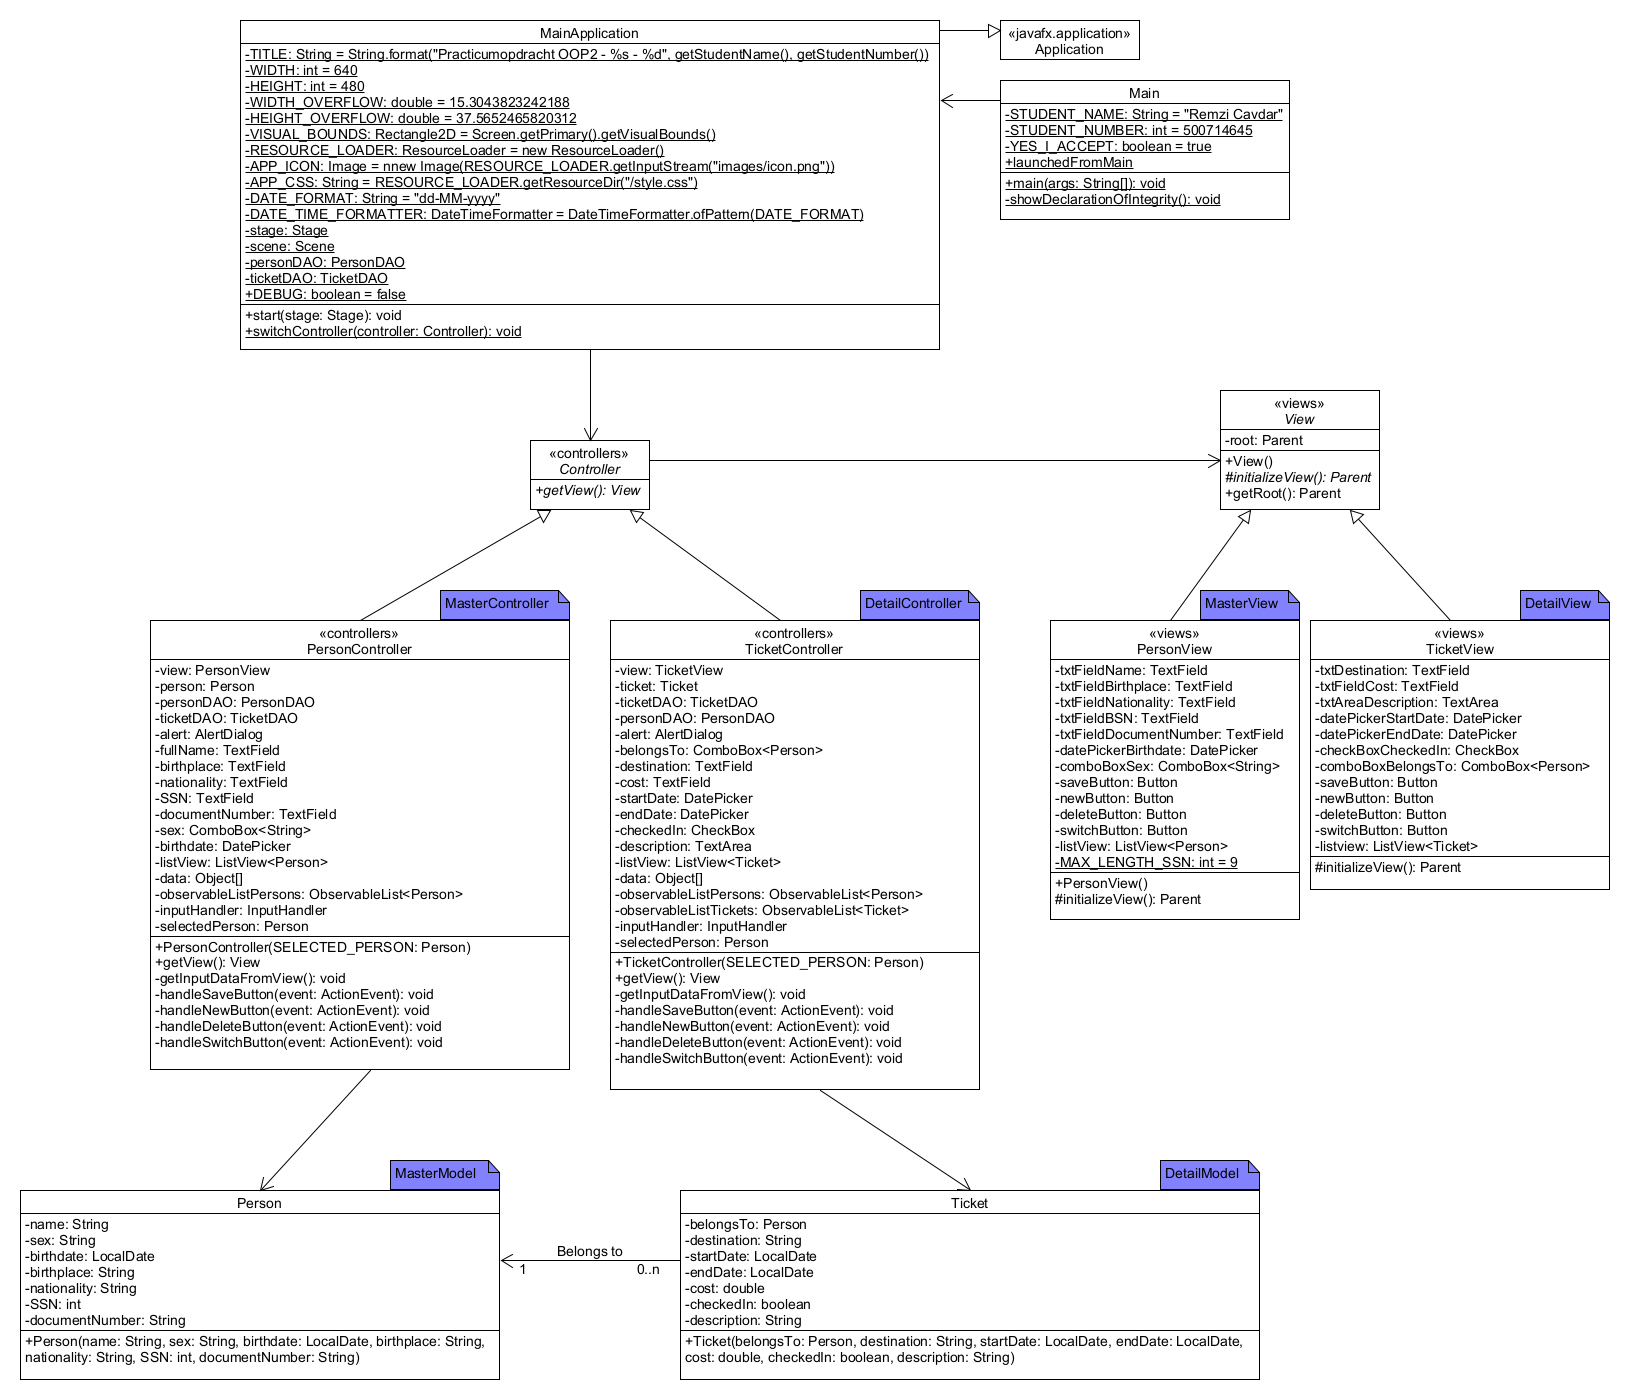 MainApplication
-TITLE: String = String.format("Practicumopdracht OOP2 - %s - %d", getStudentName(), getStudentNumber())
-WIDTH: int = 640
-HEIGHT: int = 480
-WIDTH_OVERFLOW: double = 15.3043823242188
-HEIGHT_OVERFLOW: double = 37.5652465820312
-VISUAL_BOUNDS: Rectangle2D = Screen.getPrimary().getVisualBounds()
-RESOURCE_LOADER: ResourceLoader = new ResourceLoader()
-APP_ICON: Image = nnew Image(RESOURCE_LOADER.getInputStream("images/icon.png"))
-APP_CSS: String = RESOURCE_LOADER.getResourceDir("/style.css")
-DATE_FORMAT: String = "dd-MM-yyyy"
-DATE_TIME_FORMATTER: DateTimeFormatter = DateTimeFormatter.ofPattern(DATE_FORMAT)
-stage: Stage
-scene: Scene
-personDAO: PersonDAO
-ticketDAO: TicketDAO
+DEBUG: boolean = false
+start(stage: Stage): void
+switchController(controller: Controller): void
«javafx.application»
Application
Main
-STUDENT_NAME: String = "Remzi Cavdar"
-STUDENT_NUMBER: int = 500714645
-YES_I_ACCEPT: boolean = true
+launchedFromMain
+main(args: String[]): void
-showDeclarationOfIntegrity(): void
«controllers»
Controller
+getView(): View
«views»
View
-root: Parent
+View()
#initializeView(): Parent
+getRoot(): Parent
MasterController
«controllers»
PersonController
-view: PersonView
-person: Person
-personDAO: PersonDAO
-ticketDAO: TicketDAO
-alert: AlertDialog
-fullName: TextField
-birthplace: TextField
-nationality: TextField
-SSN: TextField
-documentNumber: TextField
-sex: ComboBox<String>
-birthdate: DatePicker
-listView: ListView<Person>
-data: Object[]
-observableListPersons: ObservableList<Person>
-inputHandler: InputHandler
-selectedPerson: Person
+PersonController(SELECTED_PERSON: Person)
+getView(): View
-getInputDataFromView(): void
-handleSaveButton(event: ActionEvent): void
-handleNewButton(event: ActionEvent): void
-handleDeleteButton(event: ActionEvent): void
-handleSwitchButton(event: ActionEvent): void
DetailController
«controllers»
TicketController
-view: TicketView
-ticket: Ticket
-ticketDAO: TicketDAO
-personDAO: PersonDAO
-alert: AlertDialog
-belongsTo: ComboBox<Person>
-destination: TextField
-cost: TextField
-startDate: DatePicker
-endDate: DatePicker
-checkedIn: CheckBox
-description: TextArea
-listView: ListView<Ticket>
-data: Object[]
-observableListPersons: ObservableList<Person>
-observableListTickets: ObservableList<Ticket>
-inputHandler: InputHandler
-selectedPerson: Person
+TicketController(SELECTED_PERSON: Person)
+getView(): View
-getInputDataFromView(): void
-handleSaveButton(event: ActionEvent): void
-handleNewButton(event: ActionEvent): void
-handleDeleteButton(event: ActionEvent): void
-handleSwitchButton(event: ActionEvent): void
MasterView
«views»
PersonView
-txtFieldName: TextField
-txtFieldBirthplace: TextField
-txtFieldNationality: TextField
-txtFieldBSN: TextField
-txtFieldDocumentNumber: TextField
-datePickerBirthdate: DatePicker
-comboBoxSex: ComboBox<String>
-saveButton: Button
-newButton: Button
-deleteButton: Button
-switchButton: Button
-listView: ListView<Person>
-MAX_LENGTH_SSN: int = 9
+PersonView()
#initializeView(): Parent
DetailView
«views»
TicketView
-txtDestination: TextField
-txtFieldCost: TextField
-txtAreaDescription: TextArea
-datePickerStartDate: DatePicker
-datePickerEndDate: DatePicker
-checkBoxCheckedIn: CheckBox
-comboBoxBelongsTo: ComboBox<Person>
-saveButton: Button
-newButton: Button
-deleteButton: Button
-switchButton: Button
-listview: ListView<Ticket>
#initializeView(): Parent
MasterModel
Person
-name: String
-sex: String
-birthdate: LocalDate
-birthplace: String
-nationality: String
-SSN: int
-documentNumber: String
+Person(name: String, sex: String, birthdate: LocalDate, birthplace: String,
nationality: String, SSN: int, documentNumber: String)
Belongs to
1
0..n
DetailModel
Ticket
-belongsTo: Person
-destination: String
-startDate: LocalDate
-endDate: LocalDate
-cost: double
-checkedIn: boolean
-description: String
+Ticket(belongsTo: Person, destination: String, startDate: LocalDate, endDate: LocalDate,
cost: double, checkedIn: boolean, description: String)